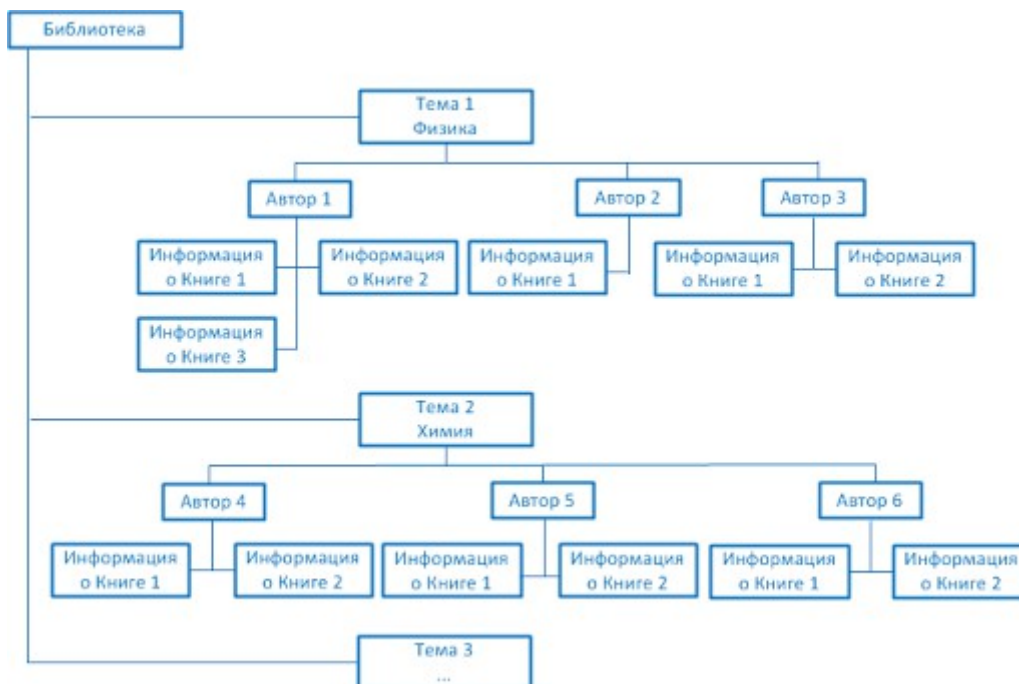 Библиотека
Тема 1
Физика
Автор 1
Автор 2
Автор 3
Информация
о Книге 1
Информация
о Книге 2
Информация
о Книге 1
Информация
о Книге 1
Информация
о Книге 2
Информация
о Книге 3
Тема 2
Химия
Автор 4
Автор 5
Автор 6
Информация
о Книге 1
Информация
о Книге 2
Информация
о Книге 1
Информация
о Книге 2
Информация
о Книге 1
Информация
о Книге 2
Тема 3
...